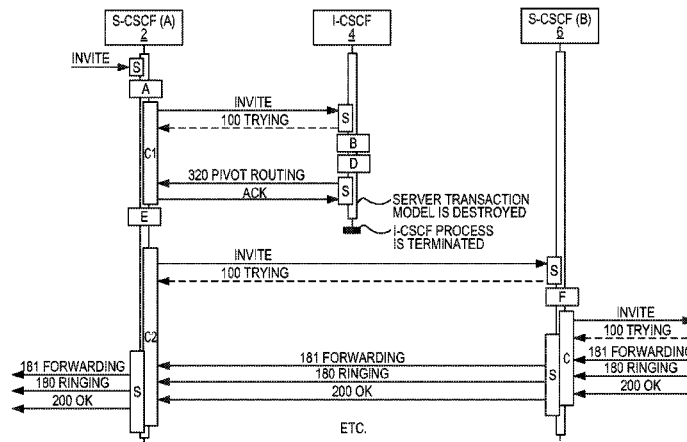 S-CSCF (A)
2
I-CSCF
4
S-CSCF (B)
6
INVITE
S
A
INVITE
S
100 TRYING
B
C1
D
320 PIVOT ROUTING
S
ACK
SERVER TRANSACTION
MODEL IS DESTROYED
E
I-CSCF PROCESS
IS TERMINATED
INVITE
S
100 TRYING
F
INVITE
C2
100 TRYING
181 FORWARDING
181 FORWARDING
C
181 FORWARDING
180 RINGING
S
180 RINGING
S
180 RINGING
200 OK
200 OK
200 OK
ETC.